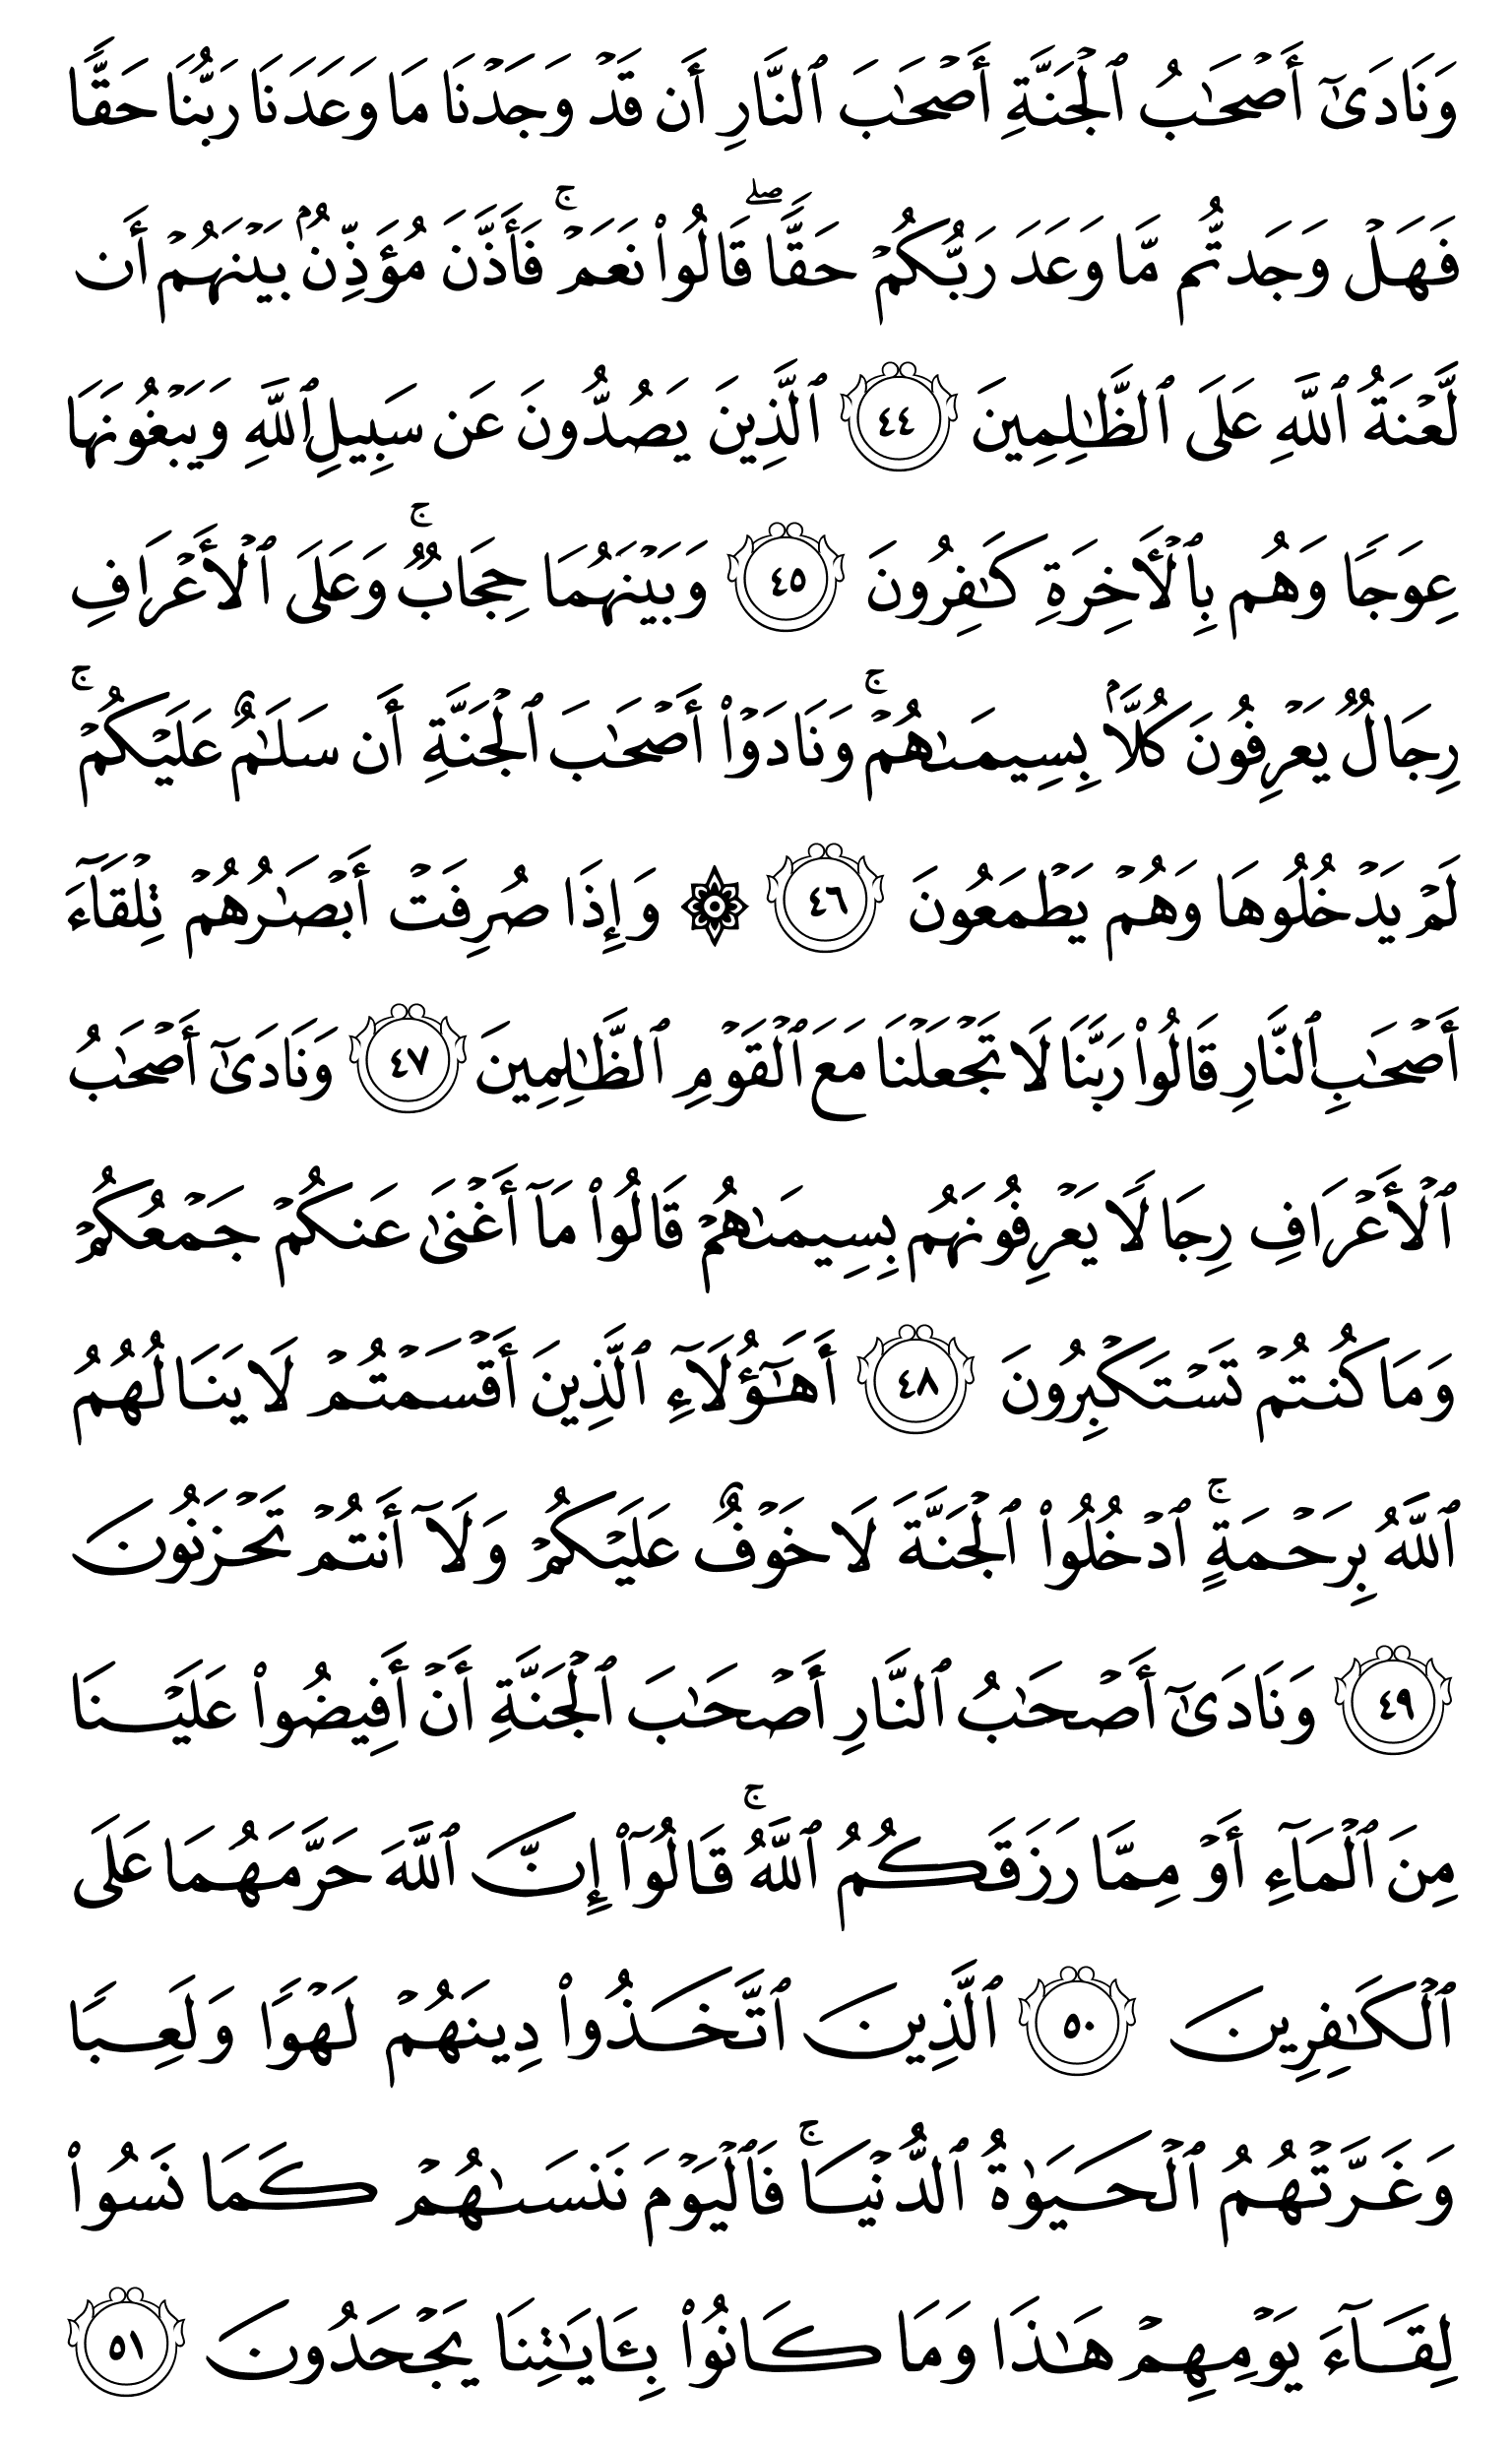 وَنَادَىٰٓ أَصۡحَٰبُ ٱلۡجَنَّةِ أَصۡحَٰبَ ٱلنَّارِ أَن قَدۡ وَجَدۡنَا مَا وَعَدَنَا رَبُّنَا حَقّٗا
فَهَلۡ وَجَدتُّم مَّا وَعَدَ رَبُّكُمۡ حَقّٗاۖ قَالُواْ نَعَمۡۚ فَأَذَّنَ مُؤَذِّنُۢ بَيۡنَهُمۡ أَن
لَّعۡنَةُ ٱللَّهِ عَلَى ٱلظَّٰلِمِينَ ٤٤ ٱلَّذِينَ يَصُدُّونَ عَن سَبِيلِ ٱللَّهِ وَيَبۡغُونَهَا
عِوَجٗا وَهُم بِٱلۡأٓخِرَةِ كَٰفِرُونَ ٤٥ وَبَيۡنَهُمَا حِجَابٞۚ وَعَلَى ٱلۡأَعۡرَافِ
رِجَالٞ يَعۡرِفُونَ كُلَّۢا بِسِيمَىٰهُمۡۚ وَنَادَوۡاْ أَصۡحَٰبَ ٱلۡجَنَّةِ أَن سَلَٰمٌ عَلَيۡكُمۡۚ
لَمۡ يَدۡخُلُوهَا وَهُمۡ يَطۡمَعُونَ ٤٦ ۞ وَإِذَا صُرِفَتۡ أَبۡصَٰرُهُمۡ تِلۡقَآءَ
أَصۡحَٰبِ ٱلنَّارِ قَالُواْ رَبَّنَا لَا تَجۡعَلۡنَا مَعَ ٱلۡقَوۡمِ ٱلظَّٰلِمِينَ ٤٧ وَنَادَىٰٓ أَصۡحَٰبُ
ٱلۡأَعۡرَافِ رِجَالٗا يَعۡرِفُونَهُم بِسِيمَىٰهُمۡ قَالُواْ مَآ أَغۡنَىٰ عَنكُمۡ جَمۡعُكُمۡ
وَمَا كُنتُمۡ تَسۡتَكۡبِرُونَ ٤٨ أَهَٰٓؤُلَآءِ ٱلَّذِينَ أَقۡسَمۡتُمۡ لَا يَنَالُهُمُ
ٱللَّهُ بِرَحۡمَةٍۚ ٱدۡخُلُواْ ٱلۡجَنَّةَ لَا خَوۡفٌ عَلَيۡكُمۡ وَلَآ أَنتُمۡ تَحۡزَنُونَ
٤٩ وَنَادَىٰٓ أَصۡحَٰبُ ٱلنَّارِ أَصۡحَٰبَ ٱلۡجَنَّةِ أَنۡ أَفِيضُواْ عَلَيۡنَا
مِنَ ٱلۡمَآءِ أَوۡ مِمَّا رَزَقَكُمُ ٱللَّهُۚ قَالُوٓاْ إِنَّ ٱللَّهَ حَرَّمَهُمَا عَلَى
ٱلۡكَٰفِرِينَ ٥٠ ٱلَّذِينَ ٱتَّخَذُواْ دِينَهُمۡ لَهۡوٗا وَلَعِبٗا
وَغَرَّتۡهُمُ ٱلۡحَيَوٰةُ ٱلدُّنۡيَاۚ فَٱلۡيَوۡمَ نَنسَىٰهُمۡ كَمَا نَسُواْ
لِقَآءَ يَوۡمِهِمۡ هَٰذَا وَمَا كَانُواْ بِـَٔايَٰتِنَا يَجۡحَدُونَ ٥١